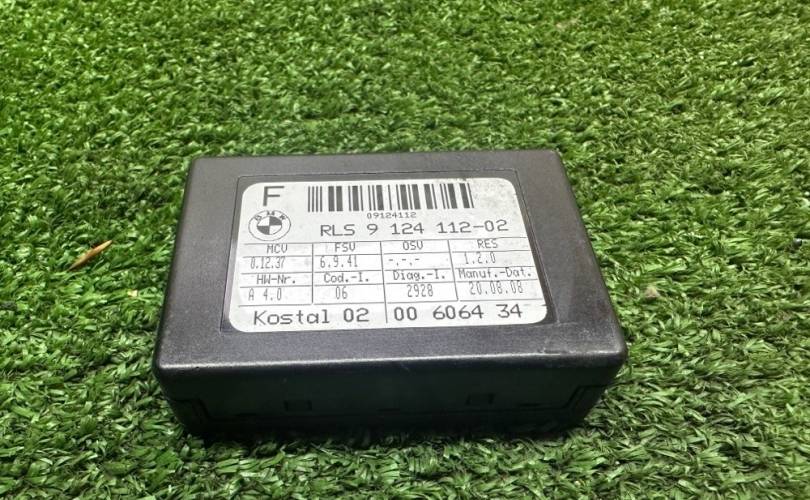 F
09124112
BMW
RLS 9 124 112-02
MCV FSV OSV RES
0.12.37 6.9.41 -.-.- 1.2.0
HW-Nr. Cod.-I. Diag.-I. Manuf.-Dat.
A 4.0 06 2928 20.08.08
Kostal 02 00 6064 34